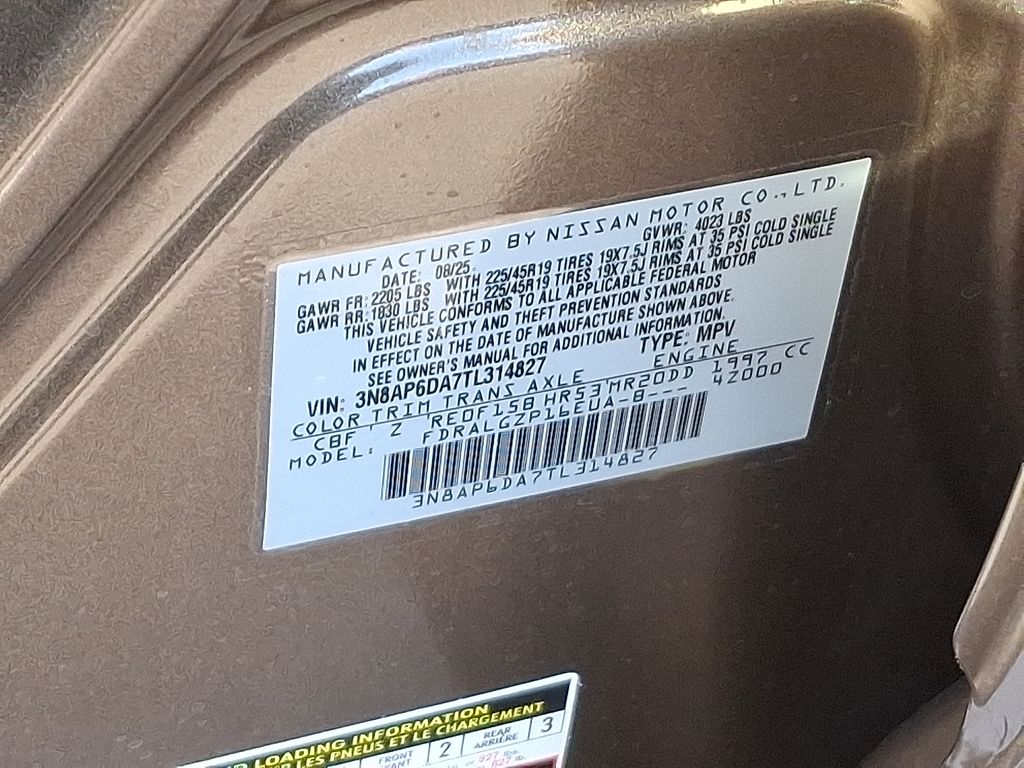 MANUFACTURED BY NISSAN MOTOR CO., LTD.
DATE: 08/25 GVWR: 4023 LBS
GAWR FR: 2205 LBS WITH 225/45R19 TIRES 19X7.5J RIMS AT 35 PSI COLD SINGLE
GAWR RR: 1830 LBS WITH 225/45R19 TIRES 19X7.5J RIMS AT 35 PSI COLD SINGLE
THIS VEHICLE CONFORMS TO ALL APPLICABLE FEDERAL MOTOR
VEHICLE SAFETY AND THEFT PREVENTION STANDARDS
IN EFFECT ON THE DATE OF MANUFACTURE SHOWN ABOVE.
SEE OWNER'S MANUAL FOR ADDITIONAL INFORMATION.
VIN: 3N8AP6DA7TL314827 TYPE: MPV
COLOR TRIM TRANS AXLE ENGINE
CBF Z RE0F15B HR53 MR20DD 1997 CC
MODEL: FDRALGZP16EUA-B--- 4Z000
3N8AP6DA7TL314827
LOADING INFORMATION
LES PNEUS ET LE CHARGEMENT
FRONT 2 REAR ARRIÈRE 3